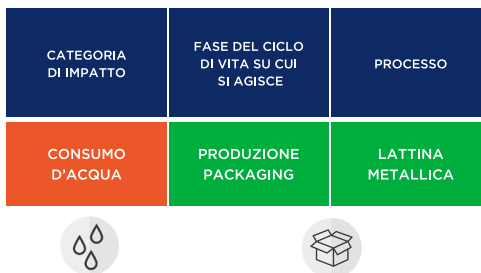 CATEGORIA
DI IMPATTO
FASE DEL CICLO
DI VITA SU CUI
SI AGISCE
PROCESSO
CONSUMO
D'ACQUA
PRODUZIONE
PACKAGING
LATTINA
METALLICA